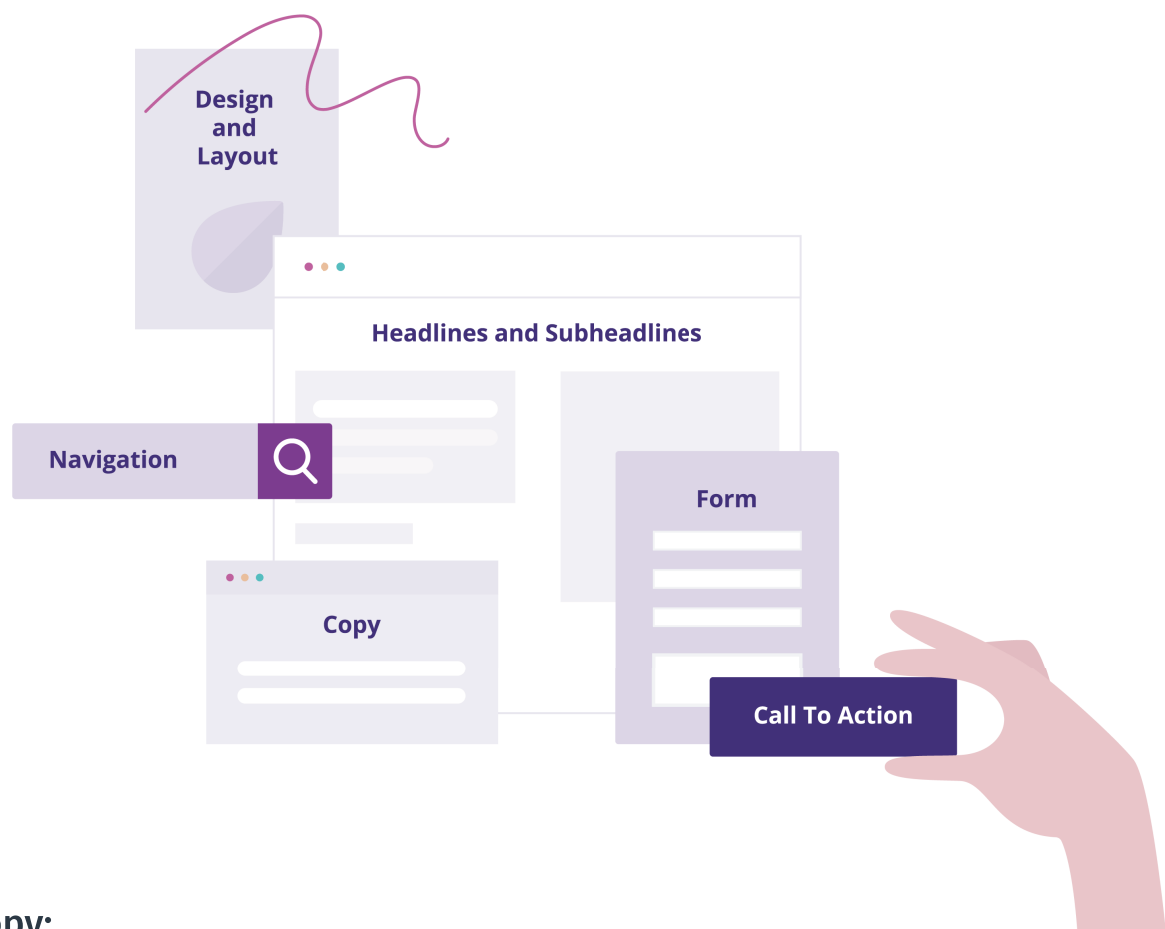 Design
and
Layout
Headlines and Subheadlines
Navigation
Form
Copy
Call To Action